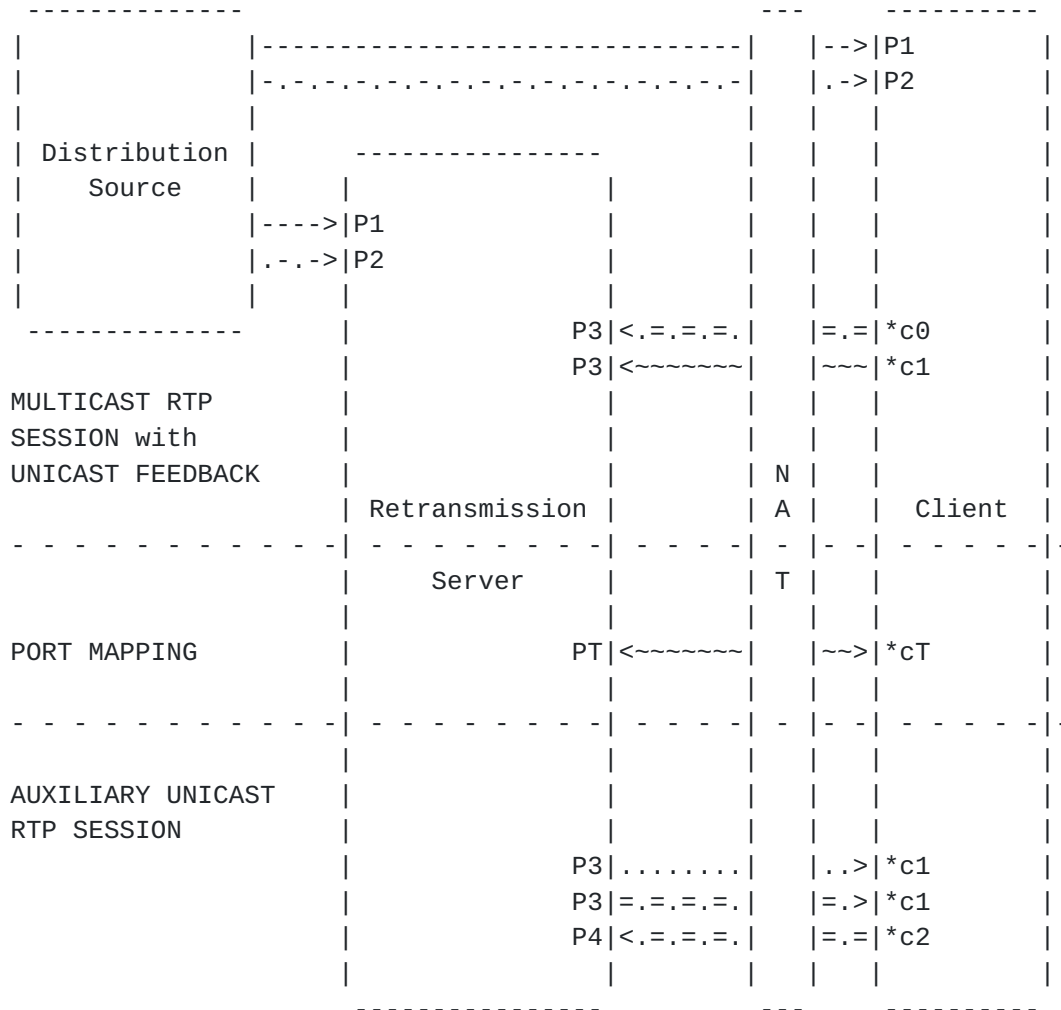 --------------                                  ---     ----------
|              |-------------------------------|   |-->|P1        |
|              |-.-.-.-.-.-.-.-.-.-.-.-.-.-.-.-|   |.->|P2        |
|              |                               |   |   |          |
| Distribution |      ----------------         |   |   |          |
|    Source    |     |                |        |   |   |          |
|              |---->|P1              |        |   |   |          |
|              |.-.->|P2              |        |   |   |          |
|              |     |                |        |   |   |          |
 --------------      |              P3|<.=.=.=.|   |=.=|*c0       |
                     |              P3|<~~~~~~~|   |~~~|*c1       |
MULTICAST RTP        |                |        |   |   |          |
SESSION with         |                |        |   |   |          |
UNICAST FEEDBACK     |                |        | N |   |          |
                     | Retransmission |        | A |   |  Client  |
- - - - - - - - - - -| - - - - - - - -| - - - -| - |- -| - - - - -|-
                     |     Server     |        | T |   |          |
                     |                |        |   |   |          |
PORT MAPPING         |              PT|<~~~~~~~|   |~~>|*cT       |
                     |                |        |   |   |          |
- - - - - - - - - - -| - - - - - - - -| - - - -| - |- -| - - - - -|-
                     |                |        |   |   |          |
AUXILIARY UNICAST    |                |        |   |   |          |
RTP SESSION          |                |        |   |   |          |
                     |              P3|........|   |..>|*c1       |
                     |              P3|=.=.=.=.|   |=.>|*c1       |
                     |              P4|<.=.=.=.|   |=.=|*c2       |
                     |                |        |   |   |          |
                      ----------------          ---     ----------